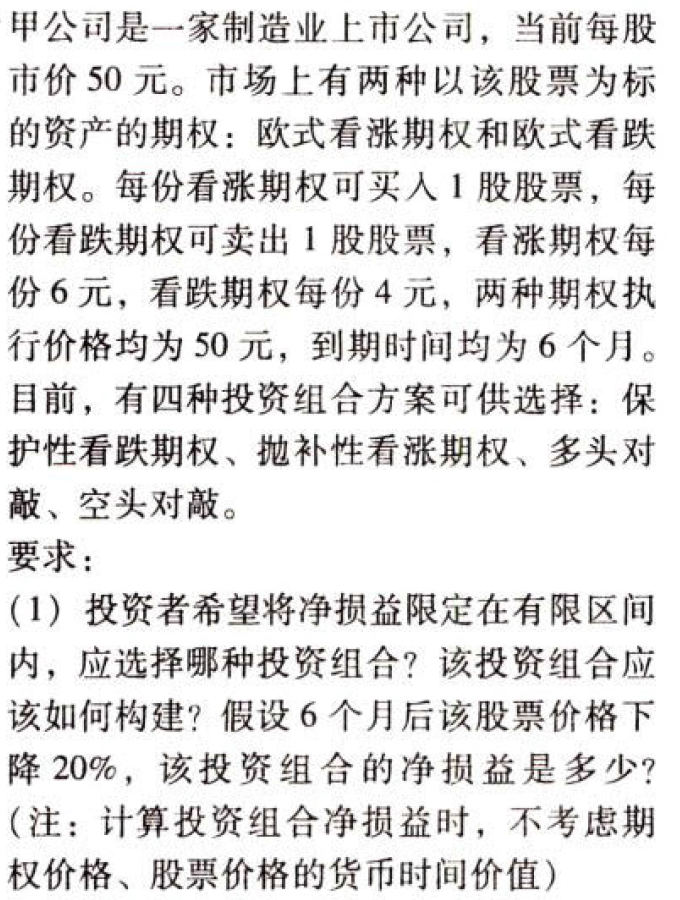 甲公司是一家制造业上市公司，当前每股
市价 50 元。市场上有两种以该股票为标
的资产的期权：欧式看涨期权和欧式看跌
期权。每份看涨期权可买入 1 股股票，每
份看跌期权可卖出 1 股股票，看涨期权每
份 6 元，看跌期权每份 4 元，两种期权执
行价格均为 50 元，到期时间均为 6 个月。
目前，有四种投资组合方案可供选择：保
护性看跌期权、抛补性看涨期权、多头对
敲、空头对敲。
要求：
(1) 投资者希望将净损益限定在有限区间
内，应选择哪种投资组合？该投资组合应
该如何构建？假设 6 个月后该股票价格下
降 20%，该投资组合的净损益是多少？
(注：计算投资组合净损益时，不考虑期
权价格、股票价格的货币时间价值)